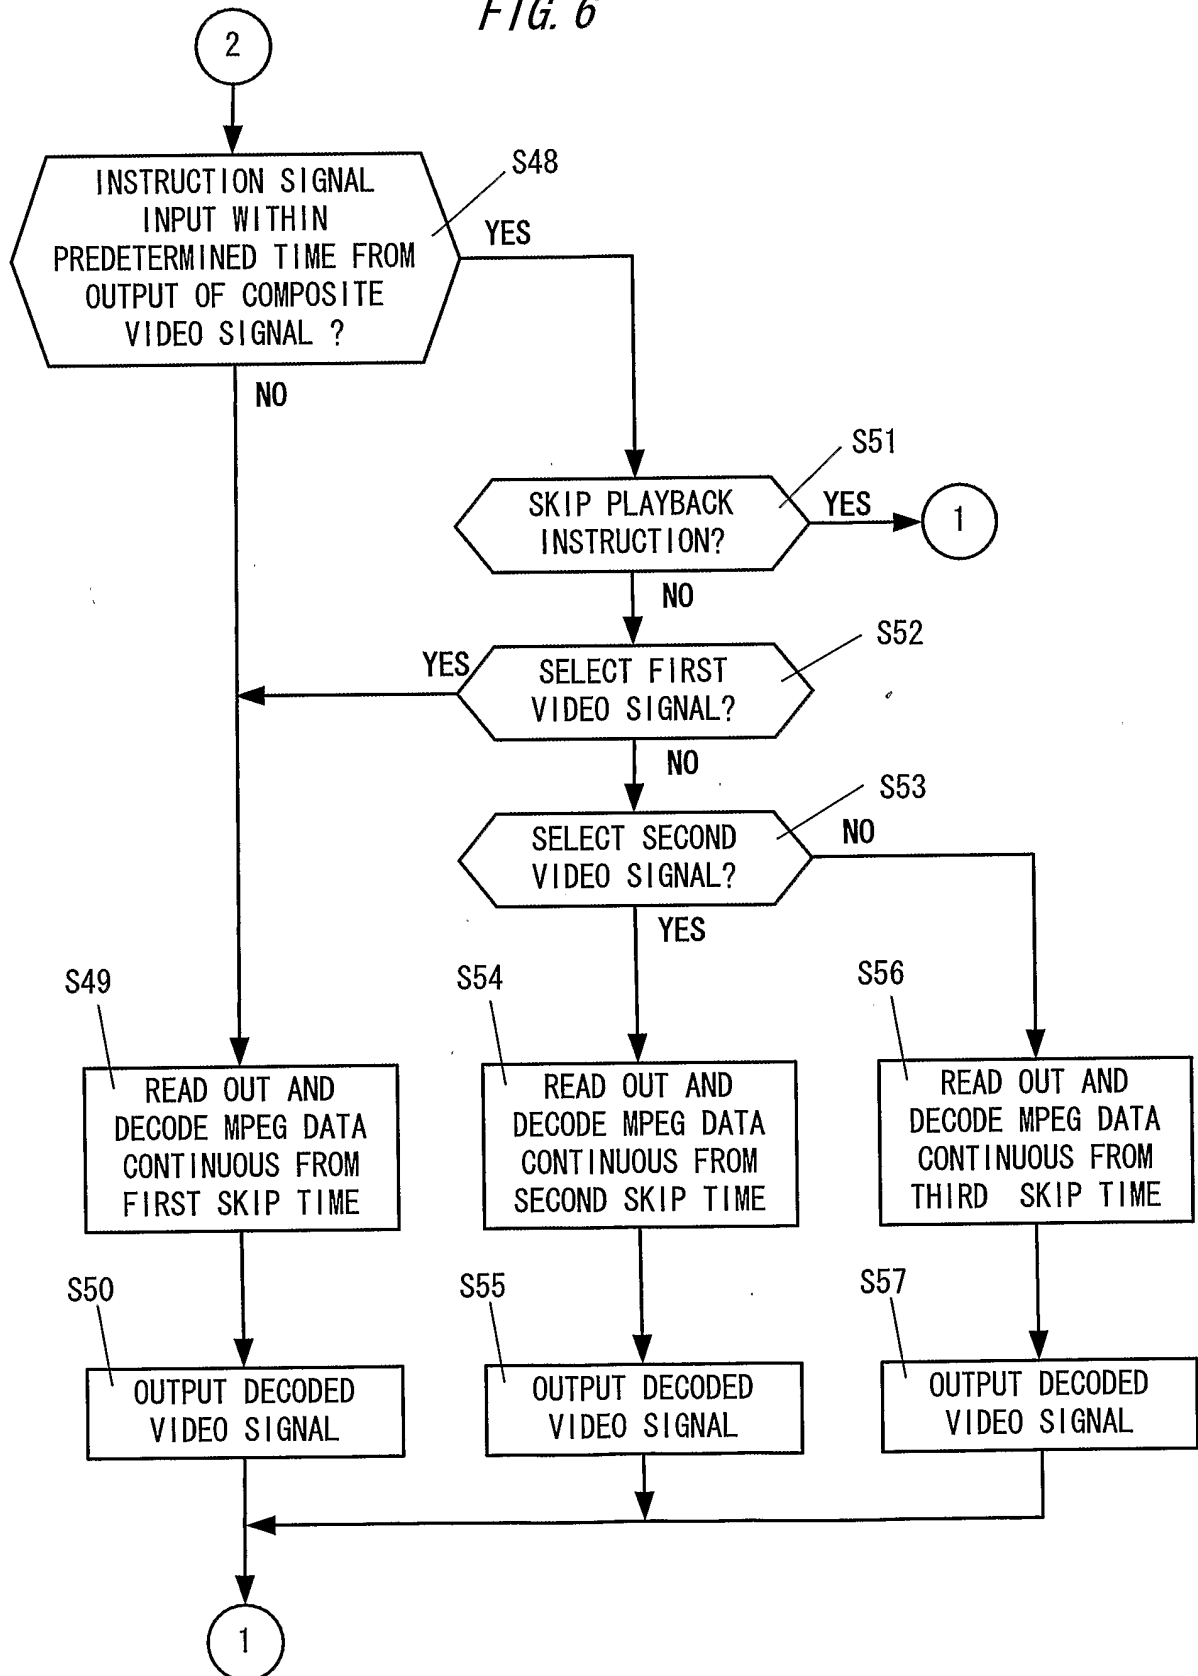 FIG. 6
2
INSTRUCTION SIGNAL
INPUT WITHIN
PREDETERMINED TIME FROM
OUTPUT OF COMPOSITE
VIDEO SIGNAL ?
S48
YES
NO
S51
SKIP PLAYBACK
INSTRUCTION?
YES
1
NO
S52
YES
SELECT FIRST
VIDEO SIGNAL?
NO
S53
SELECT SECOND
VIDEO SIGNAL?
NO
YES
S49
READ OUT AND
DECODE MPEG DATA
CONTINUOUS FROM
FIRST SKIP TIME
S54
READ OUT AND
DECODE MPEG DATA
CONTINUOUS FROM
SECOND SKIP TIME
S56
READ OUT AND
DECODE MPEG DATA
CONTINUOUS FROM
THIRD SKIP TIME
S50
OUTPUT DECODED
VIDEO SIGNAL
S55
OUTPUT DECODED
VIDEO SIGNAL
S57
OUTPUT DECODED
VIDEO SIGNAL
1